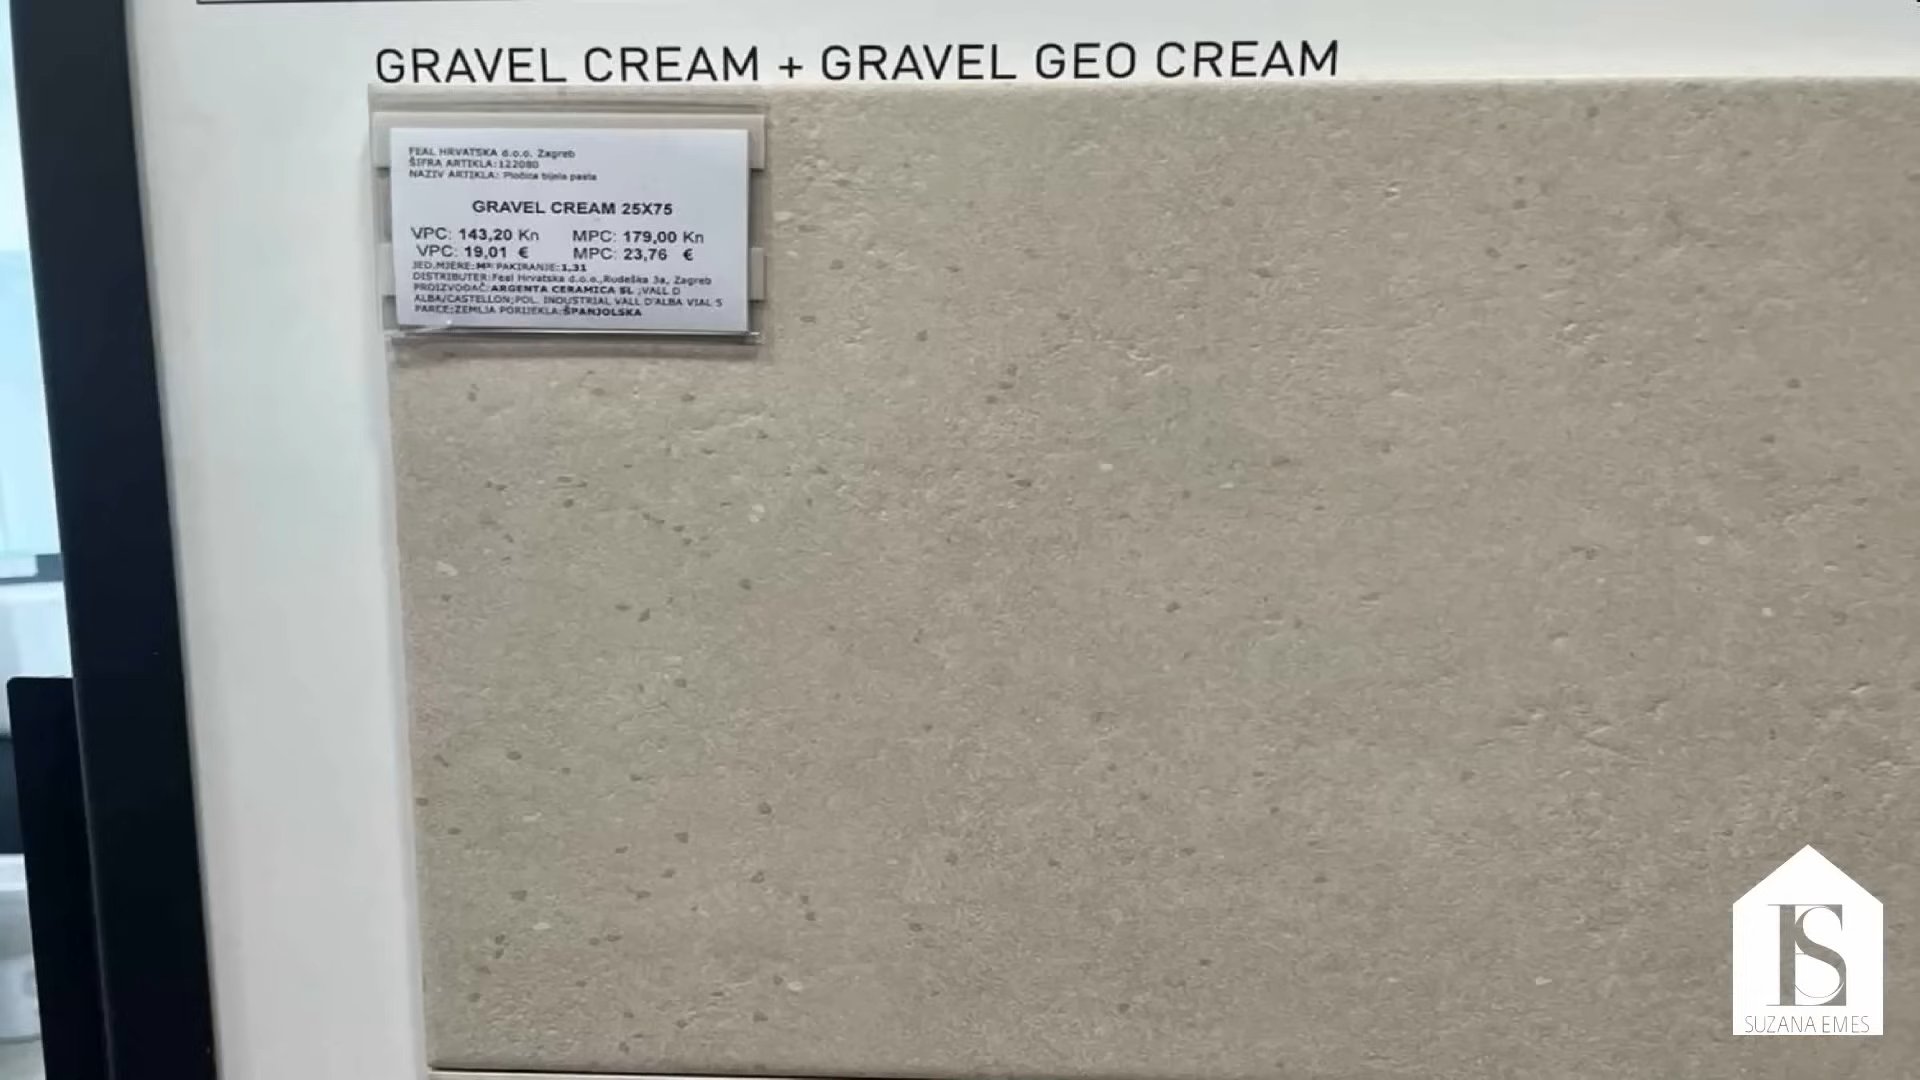 GRAVEL CREAM + GRAVEL GEO CREAM
FEAL HRVATSKA d.o.o. Zagreb
ŠIFRA ARTIKLA:122080
NAZIV ARTIKLA: Pločica bijela pasta
GRAVEL CREAM 25X75
VPC: 143,20 Kn MPC: 179,00 Kn
VPC: 19,01 € MPC: 23,76 €
JED.MJERE:M² PAKIRANJE:1,31
DISTRIBUTER:Feal Hrvatska d.o.o.,Rudeška 3a, Zagreb
PROIZVOĐAČ:ARGENTA CERAMICA SL ;VALL D
ALBA/CASTELLON;POL. INDUSTRIAL VALL D'ALBA VIAL 5
PARCE;ZEMLJA PORIJEKLA:ŠPANJOLSKA
ES
SUZANA EMES